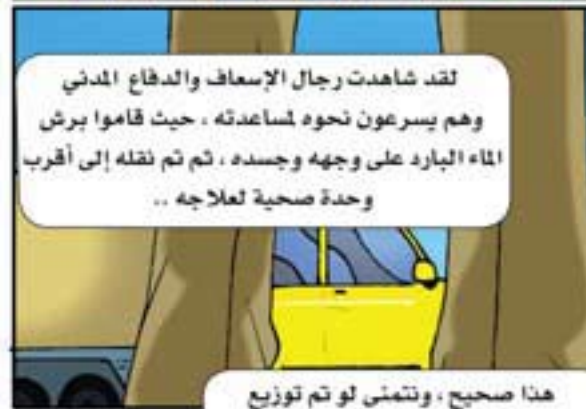 لقد شاهدت رجال الإسعاف والدفاع المدني
وهم يسرعون نحوه لمساعدته ، حيث قاموا برش
الماء البارد على وجهه وجسده ، ثم تم نقله إلى أقرب
وحدة صحية لعلاجه ..
هذا صحيح ، ونتمنى لو تم توزيع